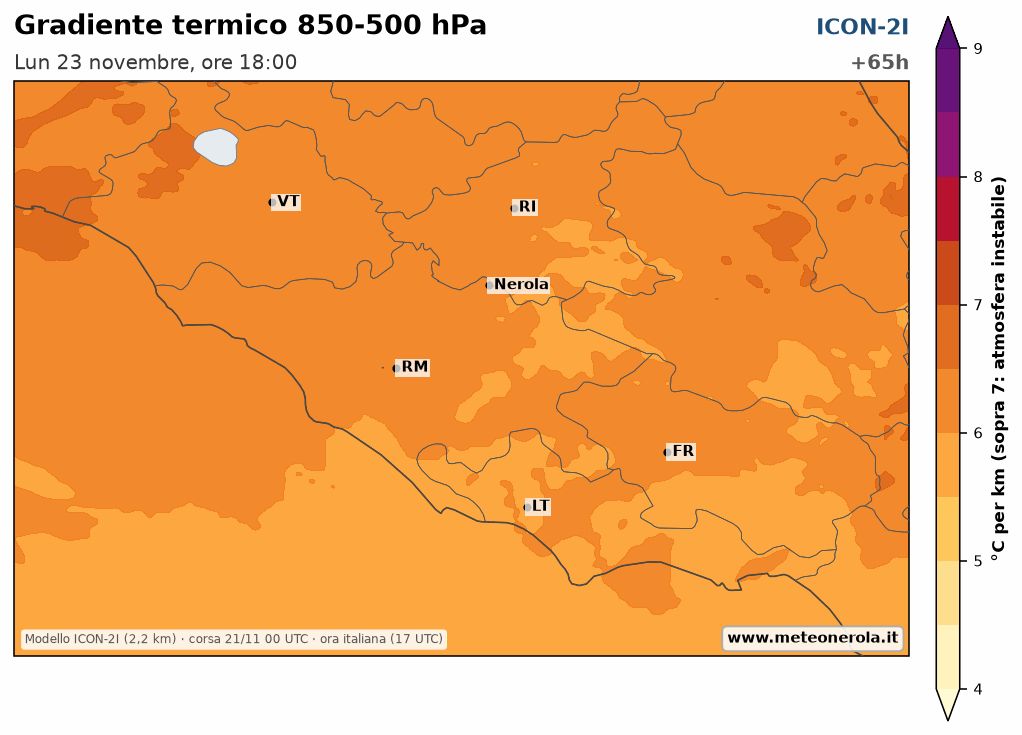 Gradiente termico 850-500 hPa
ICON-2I
Lun 23 novembre, ore 18:00
+65h
VT
RI
Nerola
RM
FR
LT
Modello ICON-2I (2,2 km) · corsa 21/11 00 UTC · ora italiana (17 UTC)
www.meteonerola.it
9
8
7
6
5
4
°C per km (sopra 7: atmosfera instabile)